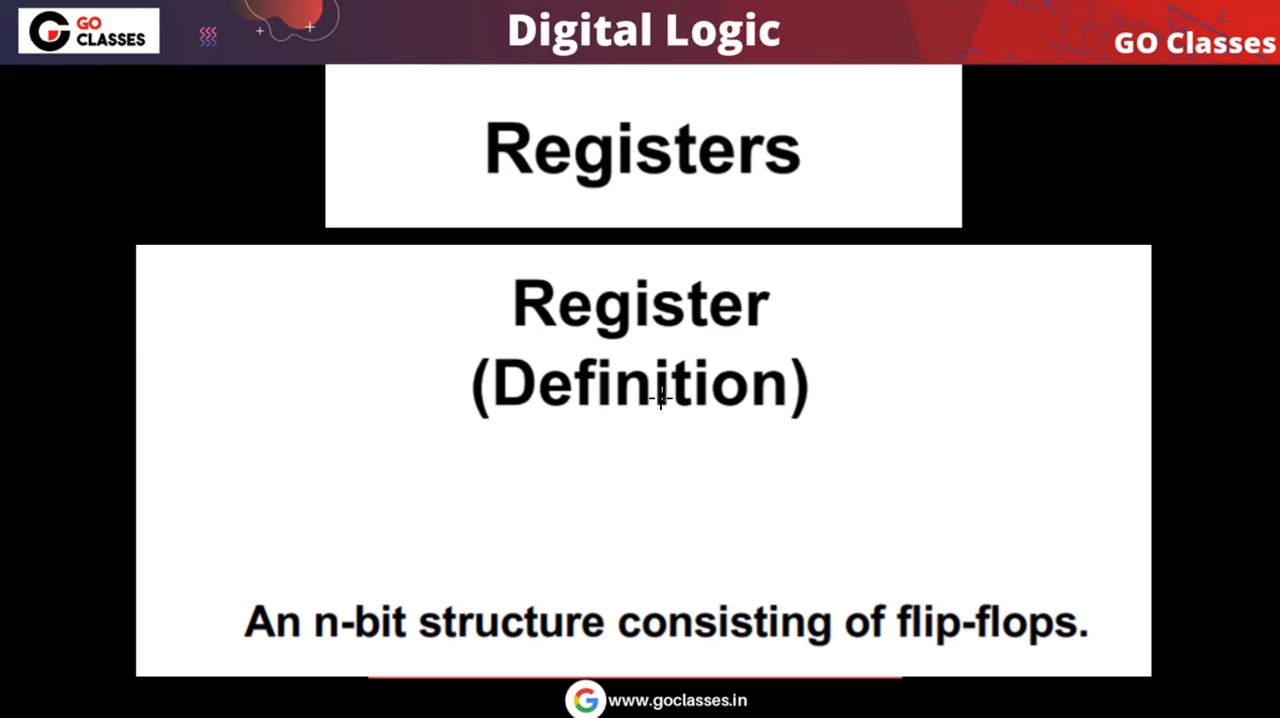 GO
CLASSES
Digital Logic
GO Classes
Registers
Register
(Definition)
An n-bit structure consisting of flip-flops.
www.goclasses.in